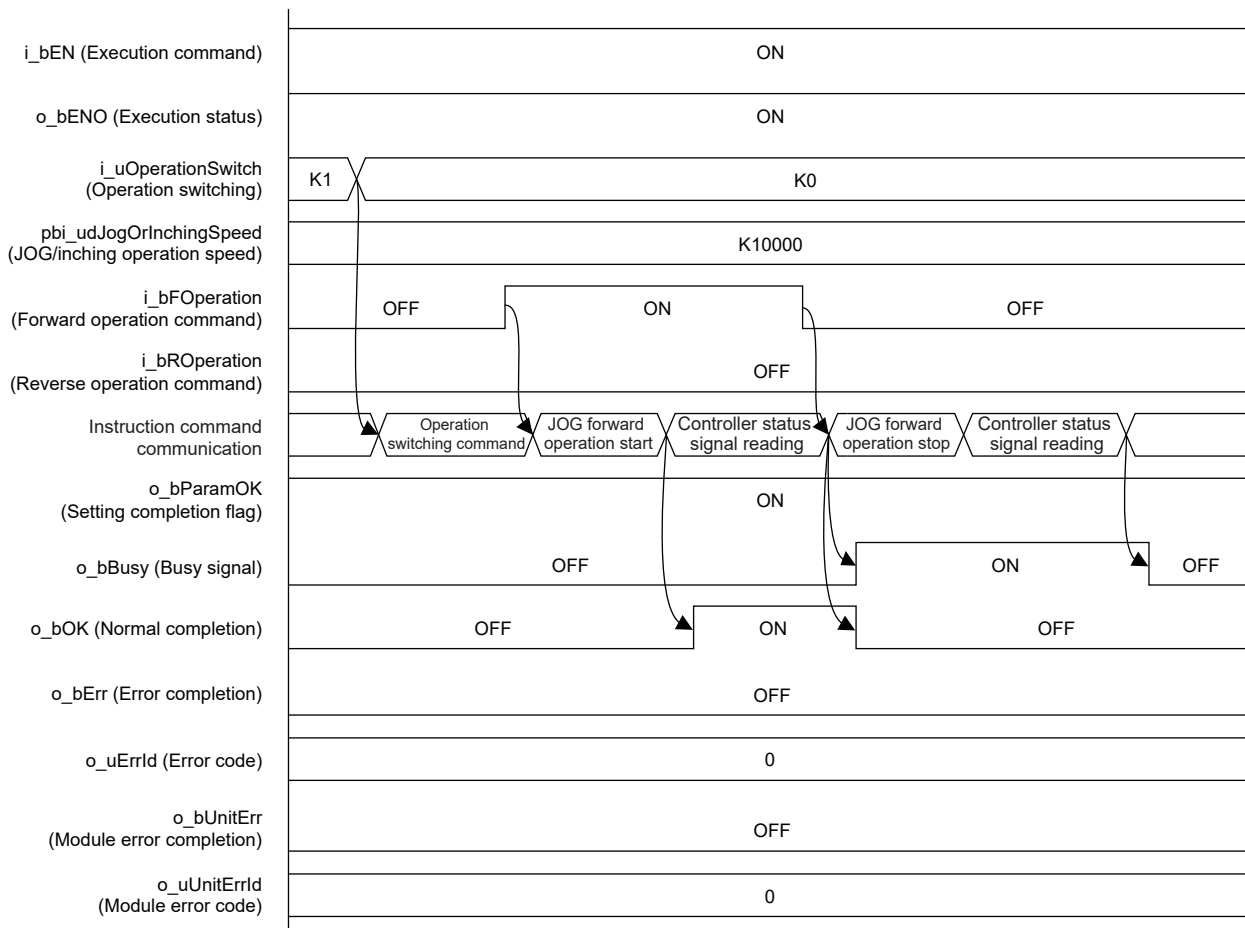 i_bEN (Execution command)
ON
o_bENO (Execution status)
ON
i_uOperationSwitch
(Operation switching)
K1
K0
pbi_udJogOrInchingSpeed
(JOG/inching operation speed)
K10000
i_bFOperation
(Forward operation command)
OFF
ON
OFF
i_bROperation
(Reverse operation command)
OFF
Instruction command
communication
Operation
switching command
JOG forward
operation start
Controller status
signal reading
JOG forward
operation stop
Controller status
signal reading
o_bParamOK
(Setting completion flag)
ON
o_bBusy (Busy signal)
OFF
ON
OFF
o_bOK (Normal completion)
OFF
ON
OFF
o_bErr (Error completion)
OFF
o_uErrId (Error code)
0
o_bUnitErr
(Module error completion)
OFF
o_uUnitErrId
(Module error code)
0